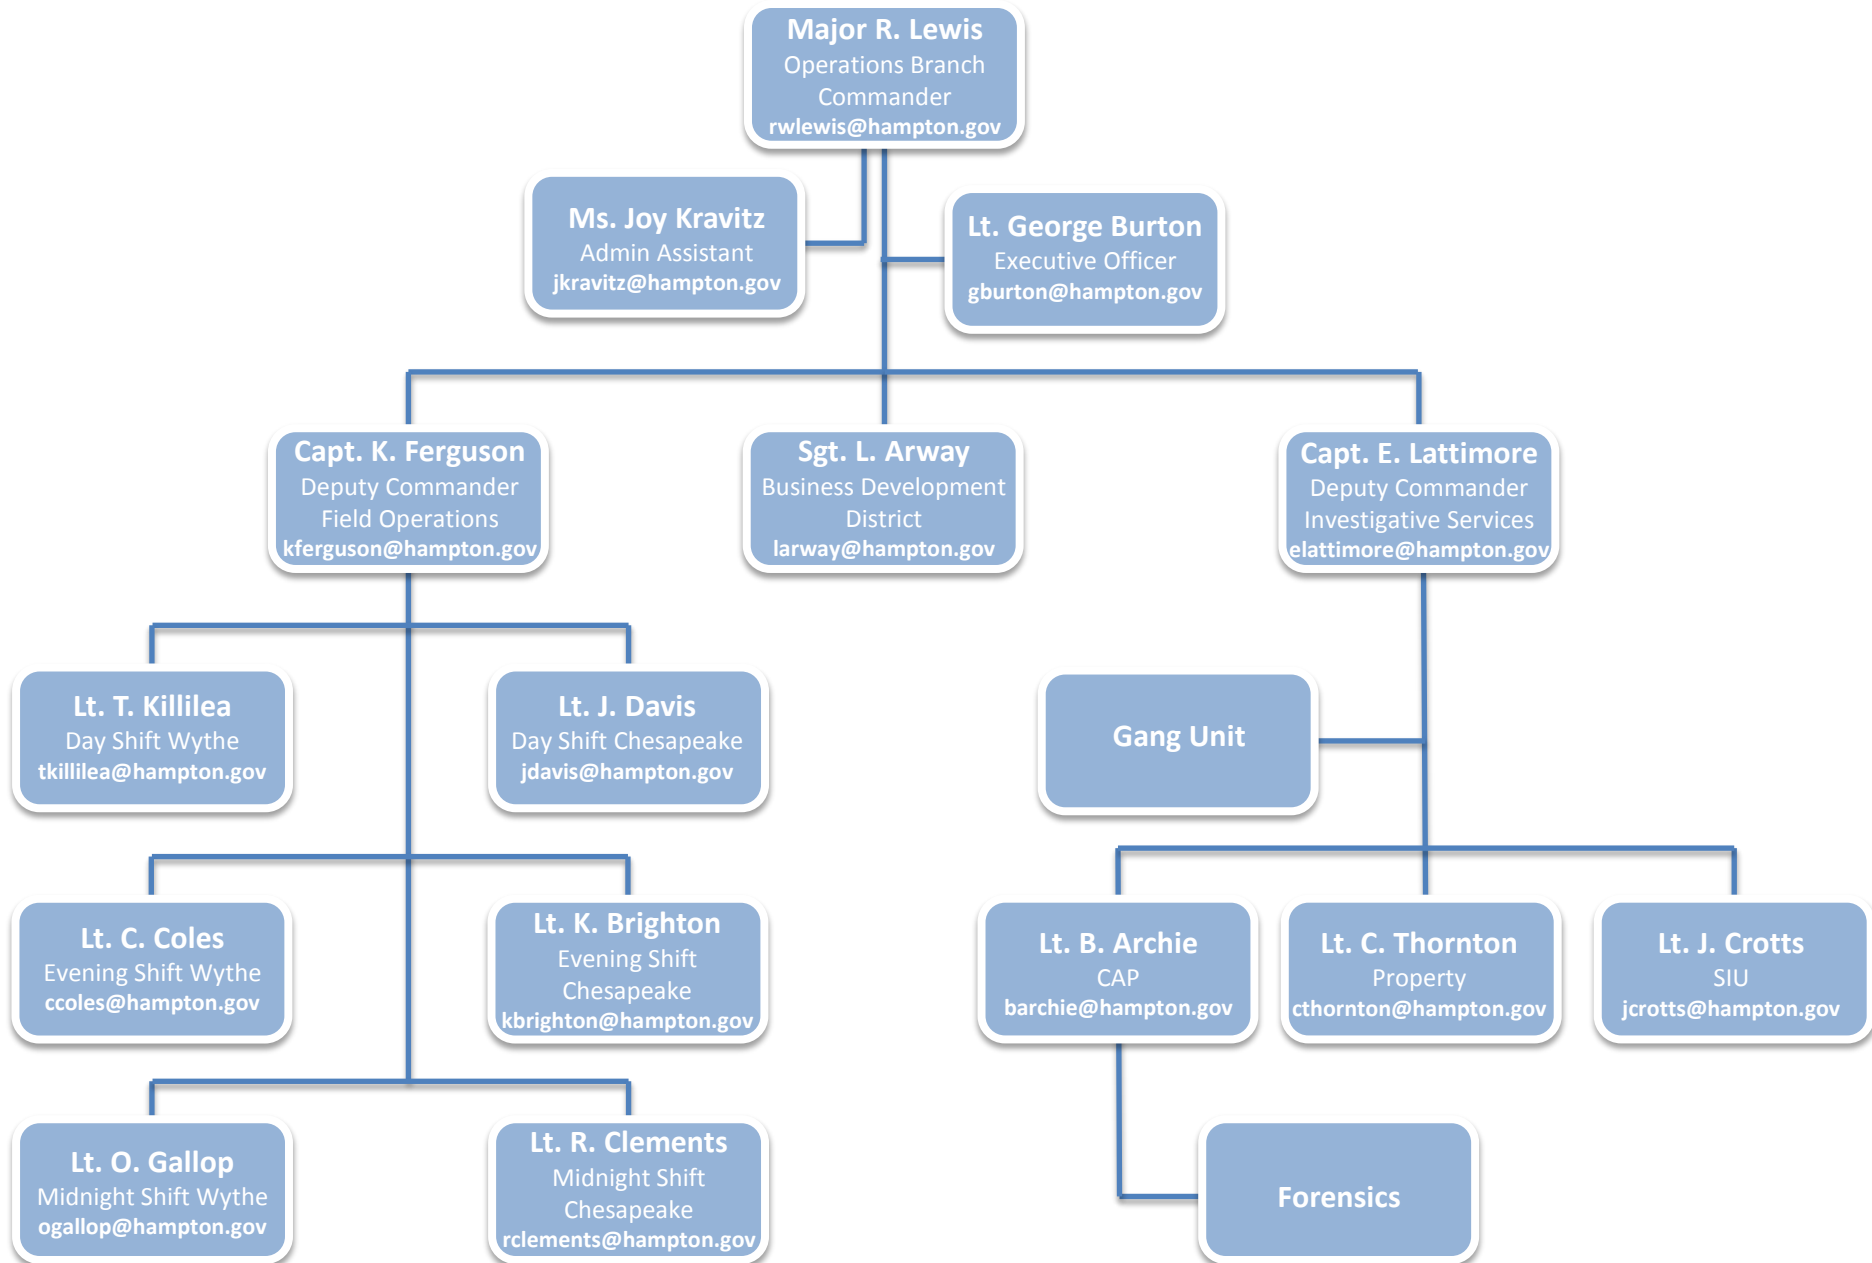 Major R. Lewis
Operations Branch
Commander
rwlewis@hampton.gov
Ms. Joy Kravitz
Admin Assistant
jkravitz@hampton.gov
Lt. George Burton
Executive Officer
gburton@hampton.gov
Capt. K. Ferguson
Deputy Commander
Field Operations
kferguson@hampton.gov
Sgt. L. Arway
Business Development
District
larway@hampton.gov
Capt. E. Lattimore
Deputy Commander
Investigative Services
elattimore@hampton.gov
Lt. T. Killilea
Day Shift Wythe
tkillilea@hampton.gov
Lt. J. Davis
Day Shift Chesapeake
jdavis@hampton.gov
Gang Unit
Lt. C. Coles
Evening Shift Wythe
ccoles@hampton.gov
Lt. K. Brighton
Evening Shift
Chesapeake
kbrighton@hampton.gov
Lt. B. Archie
CAP
barchie@hampton.gov
Lt. C. Thornton
Property
cthornton@hampton.gov
Lt. J. Crotts
SIU
jcrotts@hampton.gov
Lt. O. Gallop
Midnight Shift Wythe
ogallop@hampton.gov
Lt. R. Clements
Midnight Shift
Chesapeake
rclements@hampton.gov
Forensics